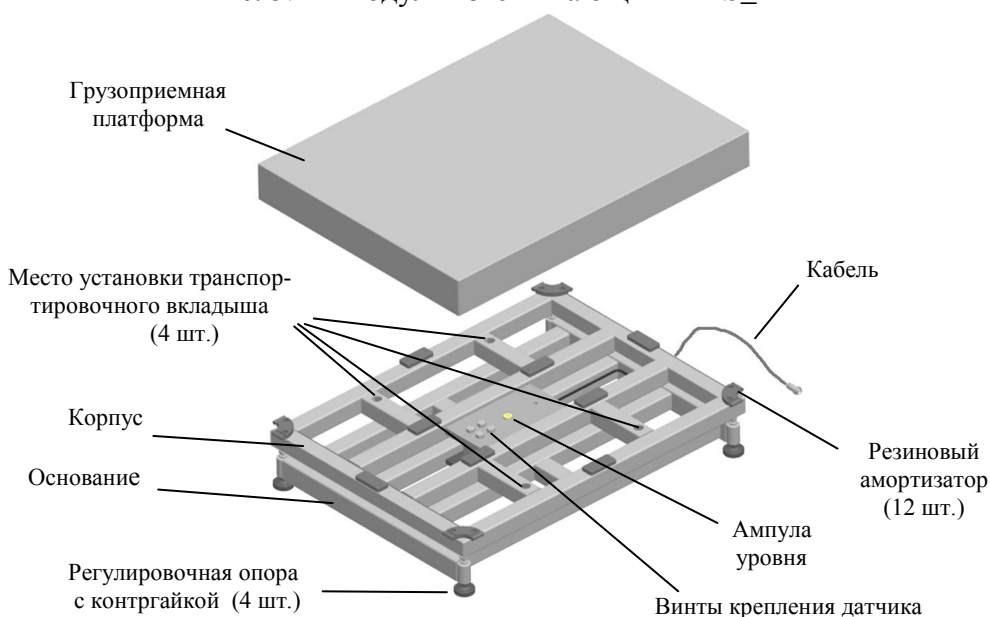 Грузоприемная
платформа
Место установки транспор-
тировочного вкладыша
(4 шт.)
Кабель
Корпус
Основание
Резиновый
амортизатор
(12 шт.)
Ампула
уровня
Регулировочная опора
с контргайкой (4 шт.)
Винты крепления датчика